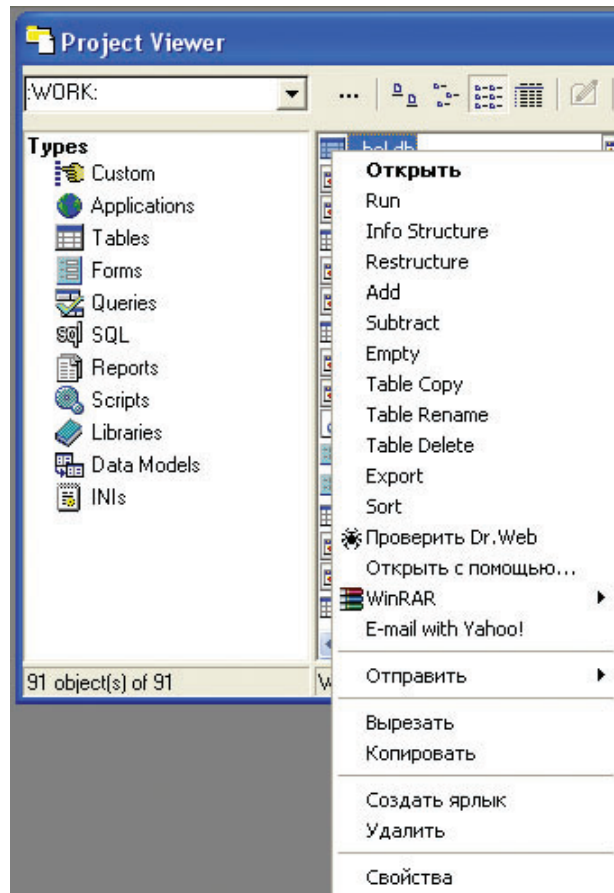 Project Viewer
:WORK:
Types
Custom
Applications
Tables
Forms
Queries
SQL
Reports
Scripts
Libraries
Data Models
INIs
91 object(s) of 91
Открыть
Run
Info Structure
Restructure
Add
Subtract
Empty
Table Copy
Table Rename
Table Delete
Export
Sort
Проверить Dr.Web
Открыть с помощью...
WinRAR
E-mail with Yahoo!
Отправить
Вырезать
Копировать
Создать ярлык
Удалить
Свойства